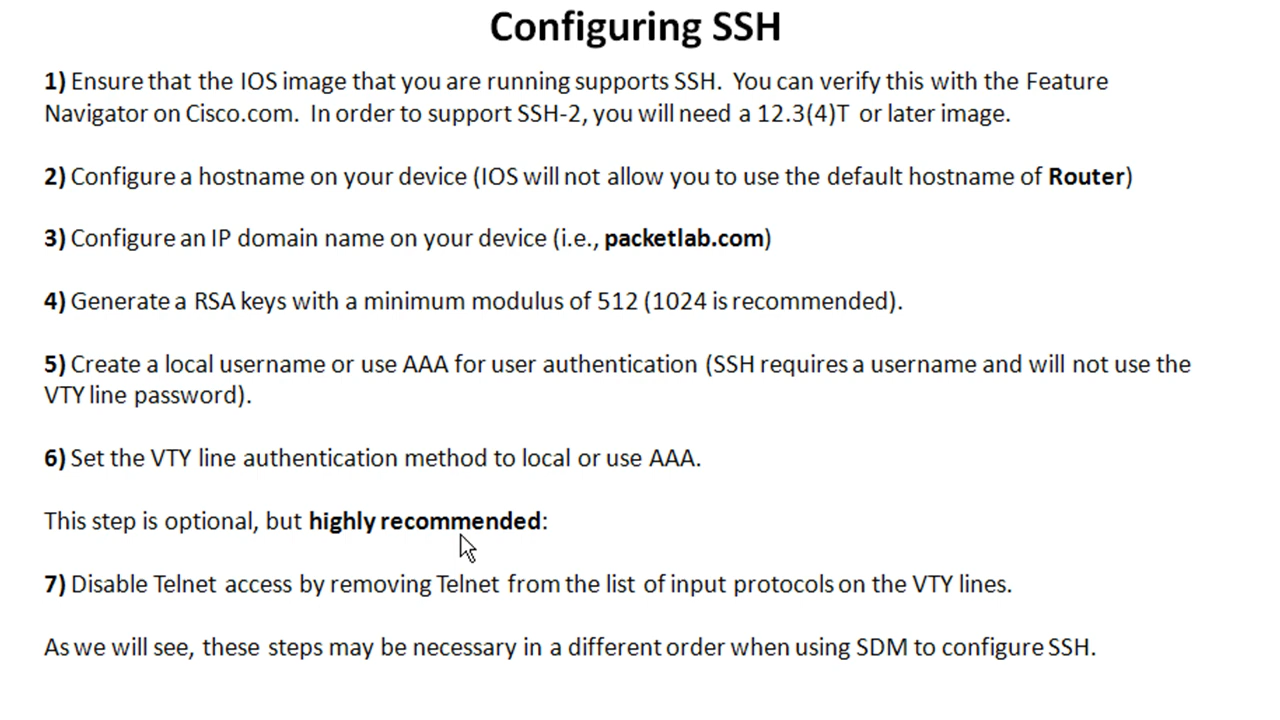 Configuring SSH
1) Ensure that the IOS image that you are running supports SSH. You can verify this with the Feature
Navigator on Cisco.com. In order to support SSH-2, you will need a 12.3(4)T or later image.
2) Configure a hostname on your device (IOS will not allow you to use the default hostname of Router)
3) Configure an IP domain name on your device (i.e., packetlab.com)
4) Generate a RSA keys with a minimum modulus of 512 (1024 is recommended).
5) Create a local username or use AAA for user authentication (SSH requires a username and will not use the
VTY line password).
6) Set the VTY line authentication method to local or use AAA.
This step is optional, but highly recommended:
7) Disable Telnet access by removing Telnet from the list of input protocols on the VTY lines.
As we will see, these steps may be necessary in a different order when using SDM to configure SSH.